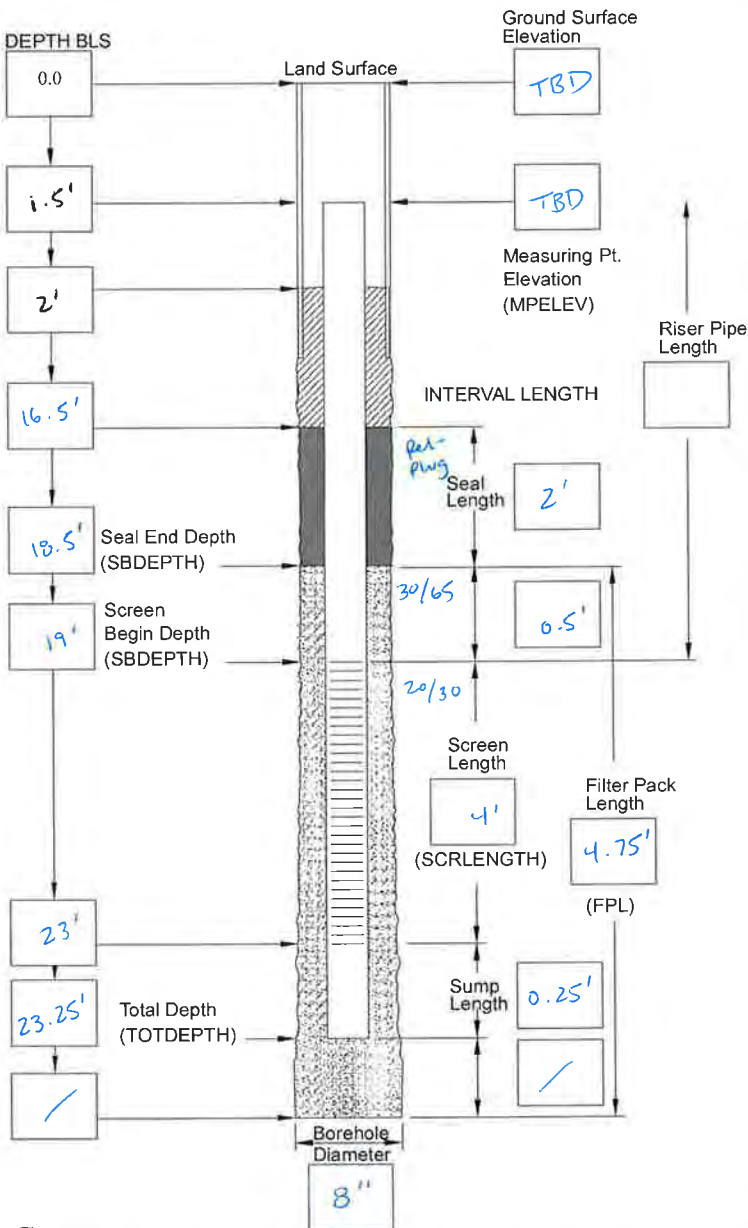 Ground Surface
Elevation
DEPTH BLS
0.0
Land Surface
TBD
1.5'
TBD
Measuring Pt.
Elevation
(MPELEV)
2'
Riser Pipe
Length
16.5'
INTERVAL LENGTH
Pel-
plug
Seal
Length
2'
18.5'
Seal End Depth
(SBDEPTH)
30/65
0.5'
19'
Screen
Begin Depth
(SBDEPTH)
20/30
Screen
Length
4'
(SCRLENGTH)
Filter Pack
Length
4.75'
(FPL)
23'
Sump
Length
0.25'
23.25'
Total Depth
(TOTDEPTH)
/
/
Borehole
Diameter
8"